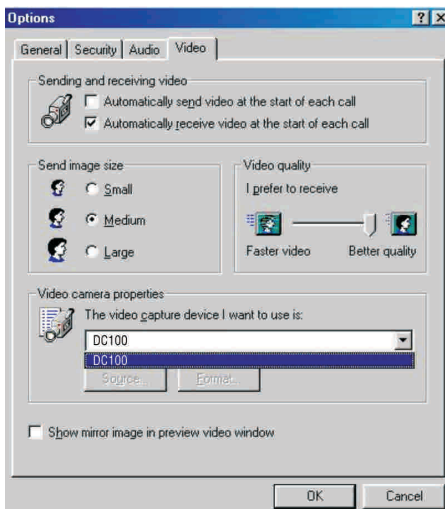 Options
General Security Audio Video
Sending and receiving video
Automatically send video at the start of each call
Automatically receive video at the start of each call
Send image size
Small
Medium
Large
Video quality
I prefer to receive
Faster video Better quality
Video camera properties
The video capture device I want to use is:
DC100
DC100
Source... Format...
Show mirror image in preview video window
OK Cancel